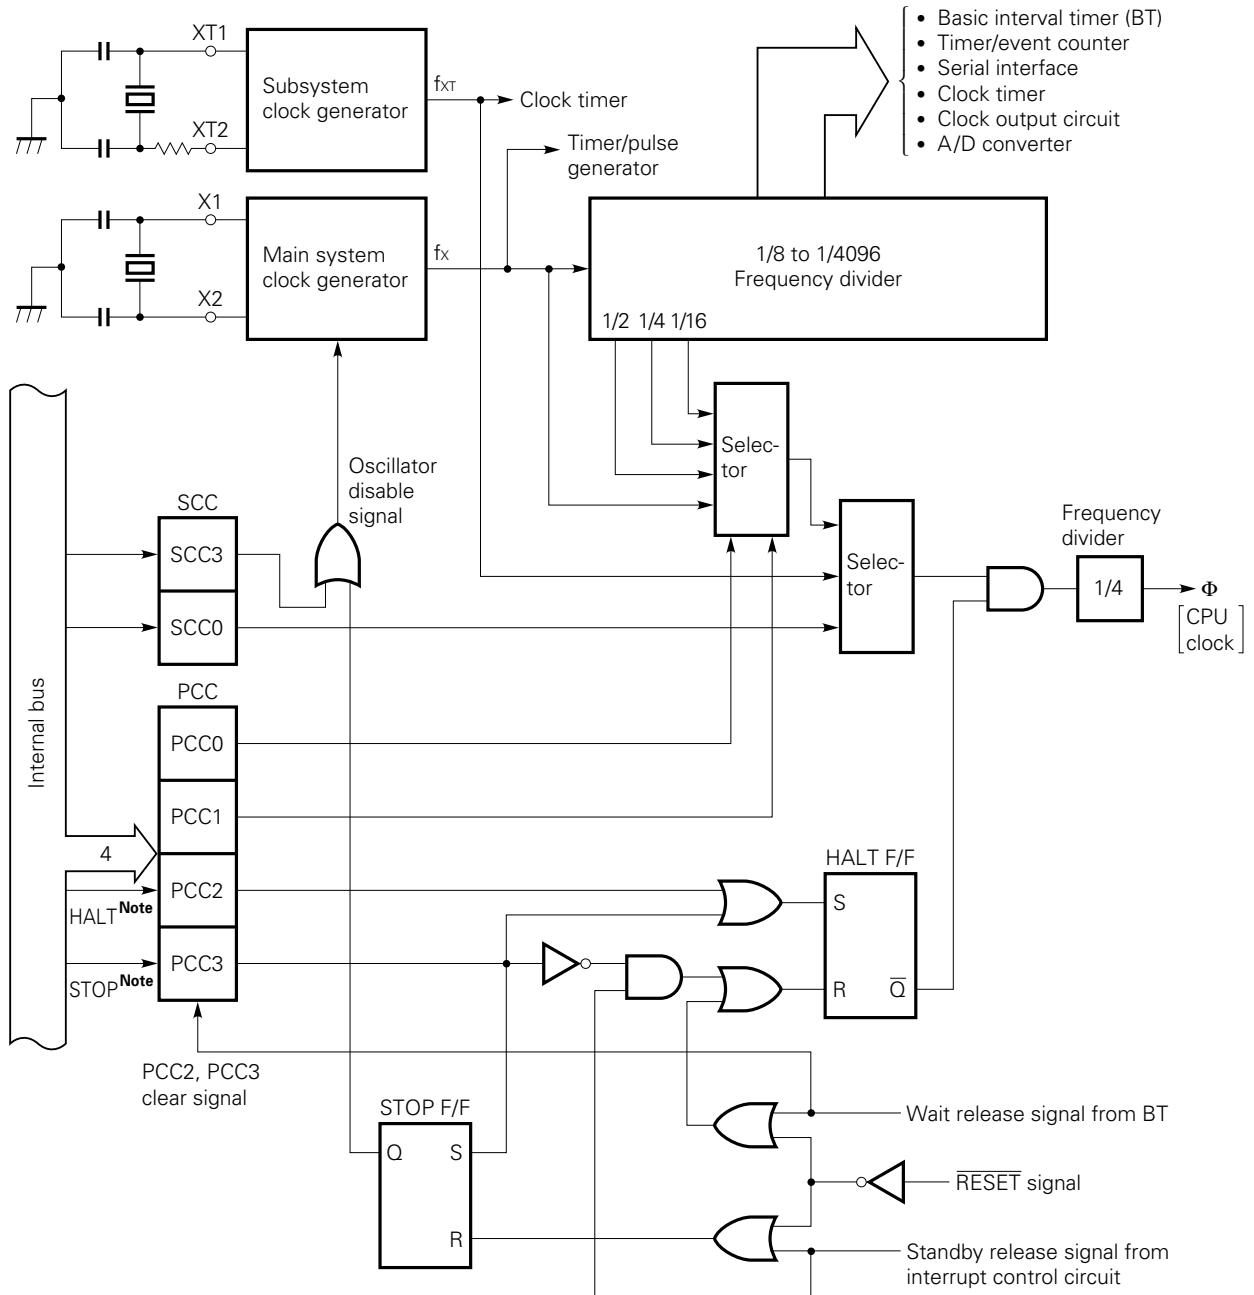 XT1
XT2
Subsystem
clock generator
fXT
Clock timer
Timer/pulse
generator
• Basic interval timer (BT)
• Timer/event counter
• Serial interface
• Clock timer
• Clock output circuit
• A/D converter
X1
X2
Main system
clock generator
fX
1/8 to 1/4096
Frequency divider
1/2 1/4 1/16
Oscillator
disable
signal
Selec-
tor
Selec-
tor
Frequency
divider
1/4
Φ
[CPU
clock]
Internal bus
SCC
SCC3
SCC0
PCC
PCC0
PCC1
4
PCC2
HALT Note
PCC3
STOP Note
HALT F/F
S
R Q̅
PCC2, PCC3
clear signal
STOP F/F
Q S
R
Wait release signal from BT
R̅E̅S̅E̅T̅ signal
Standby release signal from
interrupt control circuit